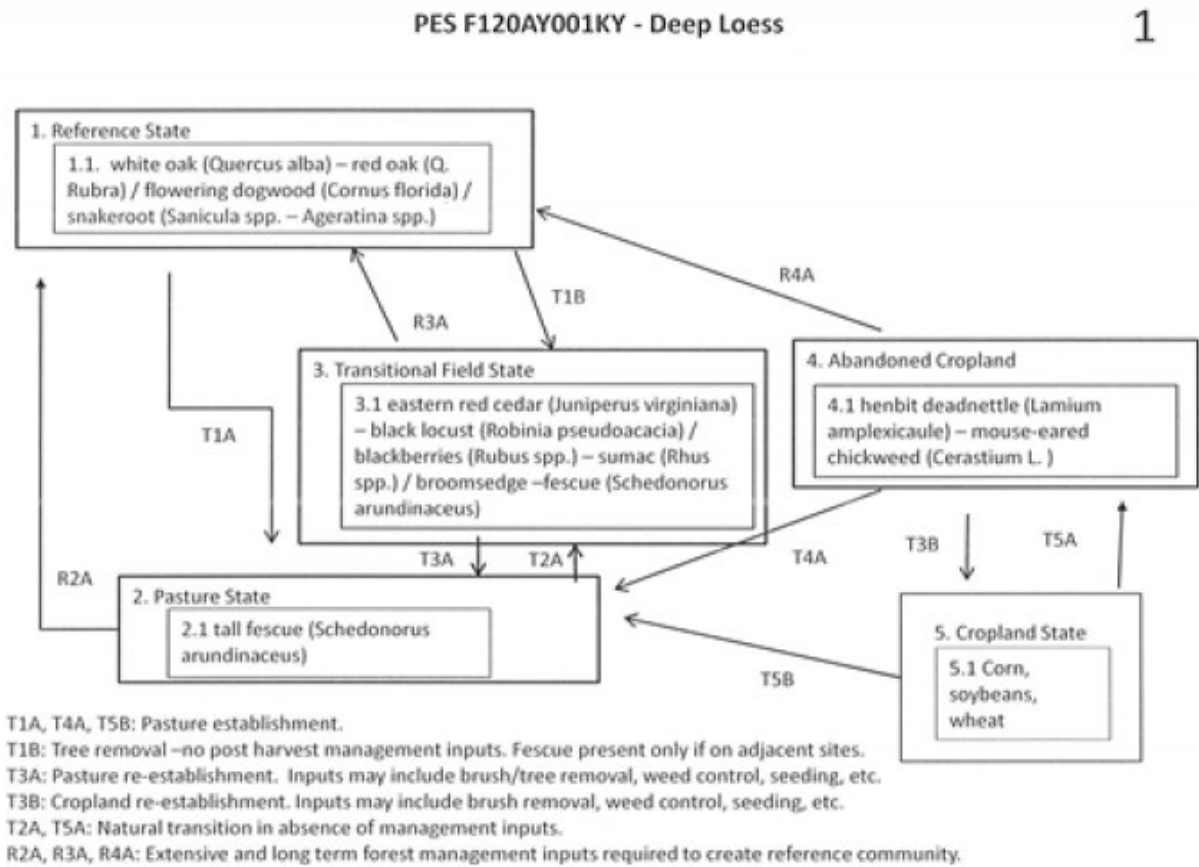 PES F120AY001KY - Deep Loess
1
1. Reference State
1.1. white oak (Quercus alba) – red oak (Q.
Rubra) / flowering dogwood (Cornus florida) /
snakeroot (Sanicula spp. – Ageratina spp.)
R4A
T1B
R3A
3. Transitional Field State
3.1 eastern red cedar (Juniperus virginiana)
– black locust (Robinia pseudoacacia) /
blackberries (Rubus spp.) – sumac (Rhus
spp.) / broomsedge –fescue (Schedonorus
arundinaceus)
4. Abandoned Cropland
4.1 henbit deadnettle (Lamium
amplexicaule) – mouse-eared
chickweed (Cerastium L. )
T1A
T3A
T2A
T4A
T3B
T5A
R2A
2. Pasture State
2.1 tall fescue (Schedonorus
arundinaceus)
5. Cropland State
5.1 Corn,
soybeans,
wheat
T5B
T1A, T4A, T5B: Pasture establishment.
T1B: Tree removal –no post harvest management inputs. Fescue present only if on adjacent sites.
T3A: Pasture re-establishment.  Inputs may include brush/tree removal, weed control, seeding, etc.
T3B: Cropland re-establishment. Inputs may include brush removal, weed control, seeding, etc.
T2A, T5A: Natural transition in absence of management inputs.
R2A, R3A, R4A: Extensive and long term forest management inputs required to create reference community.